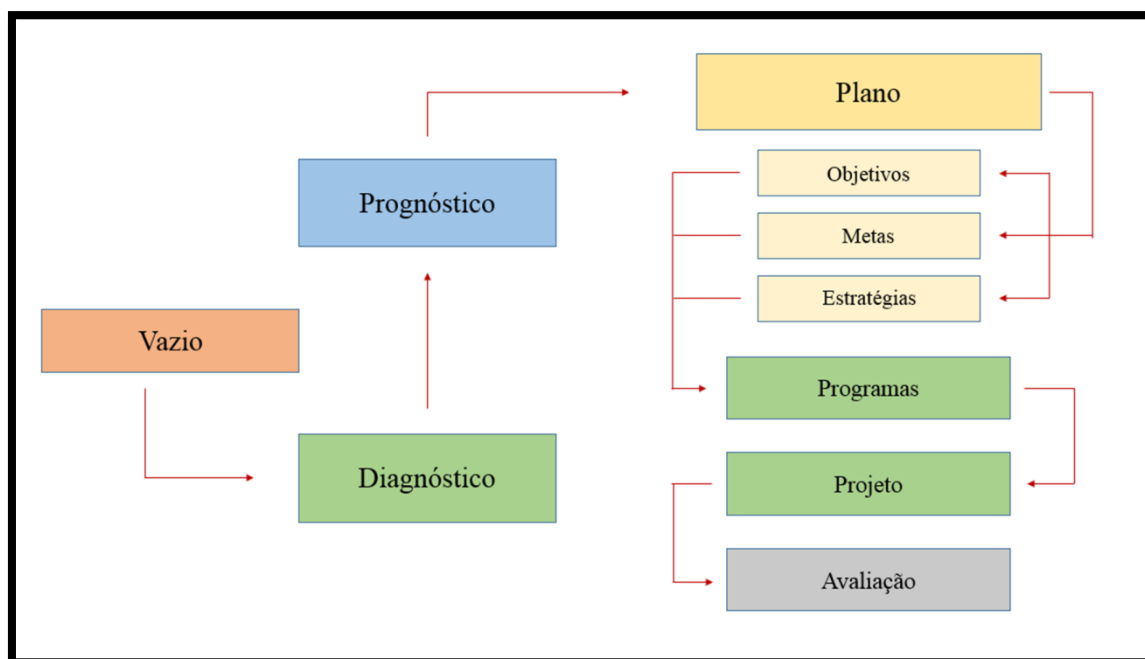 Vazio
Diagnóstico
Prognóstico
Plano
Objetivos
Metas
Estratégias
Programas
Projeto
Avaliação